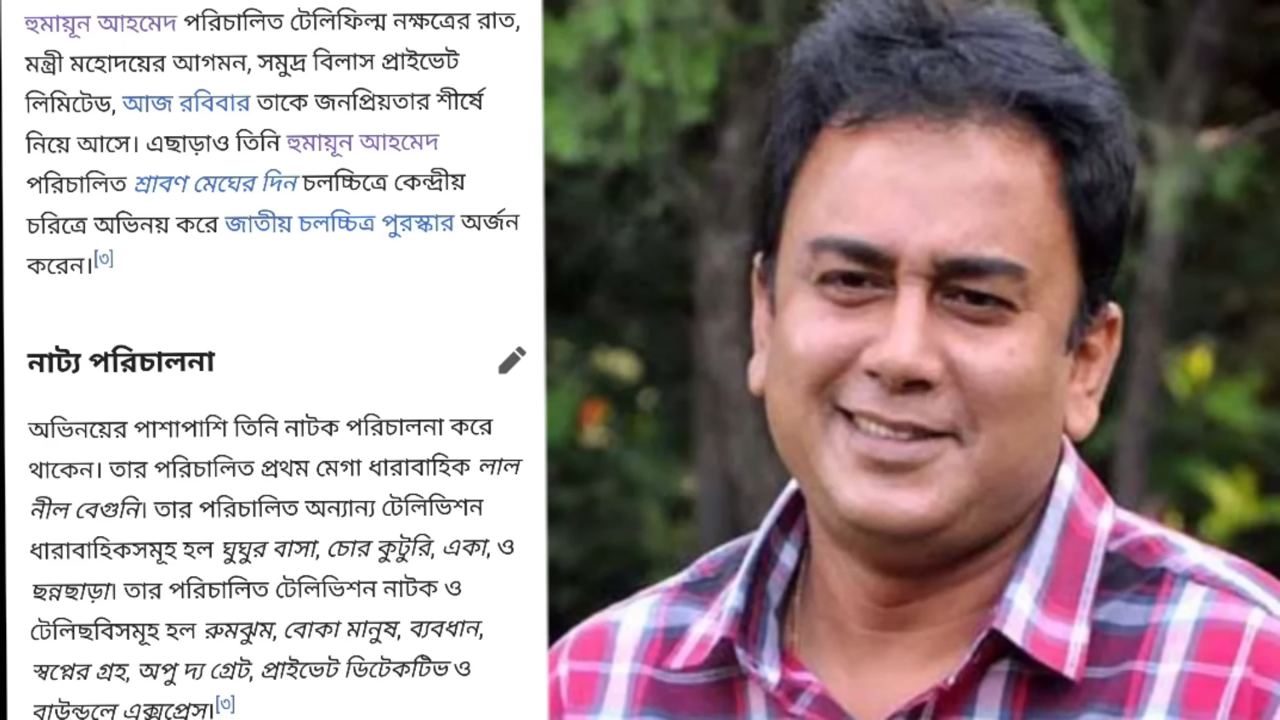 হুমায়ূন আহমেদ পরিচালিত টেলিফিল্ম নক্ষত্রের রাত,
মন্ত্রী মহোদয়ের আগমন, সমুদ্র বিলাস প্রাইভেট
লিমিটেড, আজ রবিবার তাকে জনপ্রিয়তার শীর্ষে
নিয়ে আসে। এছাড়াও তিনি হুমায়ূন আহমেদ
পরিচালিত শ্রাবণ মেঘের দিন চলচ্চিত্রে কেন্দ্রীয়
চরিত্রে অভিনয় করে জাতীয় চলচ্চিত্র পুরস্কার অর্জন
করেন।[৩]
নাট্য পরিচালনা
অভিনয়ের পাশাপাশি তিনি নাটক পরিচালনা করে
থাকেন। তার পরিচালিত প্রথম মেগা ধারাবাহিক লাল
নীল বেগুনি। তার পরিচালিত অন্যান্য টেলিভিশন
ধারাবাহিকসমূহ হল ঘুঘুর বাসা, চোর কুটুরি, একা, ও
ছন্নছাড়া। তার পরিচালিত টেলিভিশন নাটক ও
টেলিছবিসমূহ হল রুমঝুম, বোকা মানুষ, ব্যবধান,
স্বপ্নের গ্রহ, অপু দ্য গ্রেট, প্রাইভেট ডিটেকটিভ ও
বাউন্ডুলে এক্সপ্রেস।[৩]